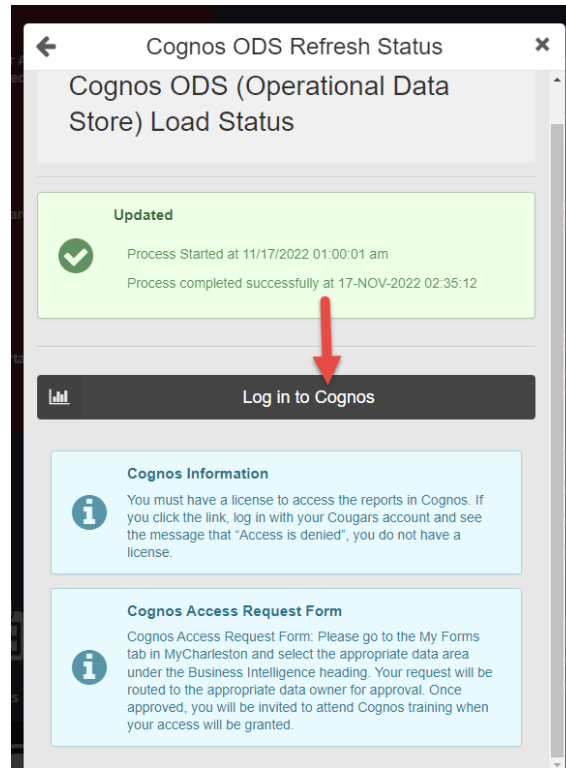 Cognos ODS Refresh Status
Cognos ODS (Operational Data
Store) Load Status
Updated
Process Started at 11/17/2022 01:00:01 am
Process completed successfully at 17-NOV-2022 02:35:12
Log in to Cognos
Cognos Information
You must have a license to access the reports in Cognos. If
you click the link, log in with your Cougars account and see
the message that “Access is denied”, you do not have a
license.
Cognos Access Request Form
Cognos Access Request Form: Please go to the My Forms
tab in MyCharleston and select the appropriate data area
under the Business Intelligence heading. Your request will be
routed to the appropriate data owner for approval. Once
approved, you will be invited to attend Cognos training when
your access will be granted.